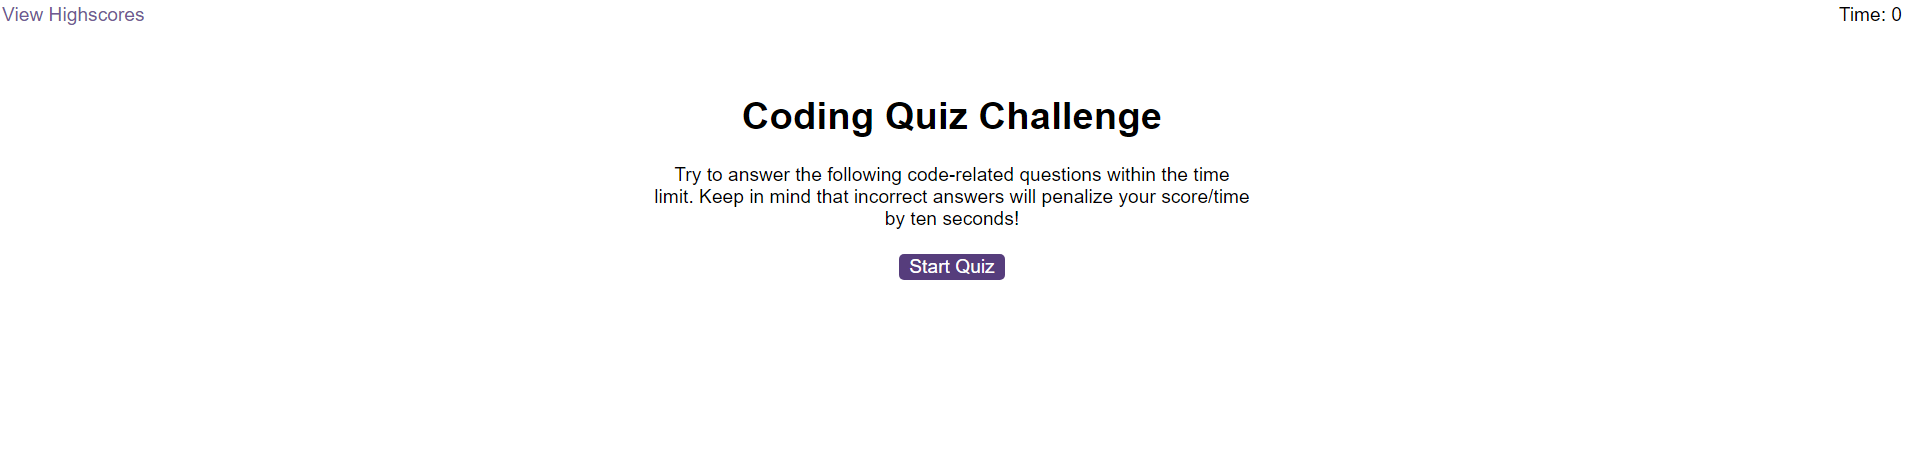 View Highscores
Time: 0
Coding Quiz Challenge
Try to answer the following code-related questions within the time
limit. Keep in mind that incorrect answers will penalize your score/time
by ten seconds!
Start Quiz